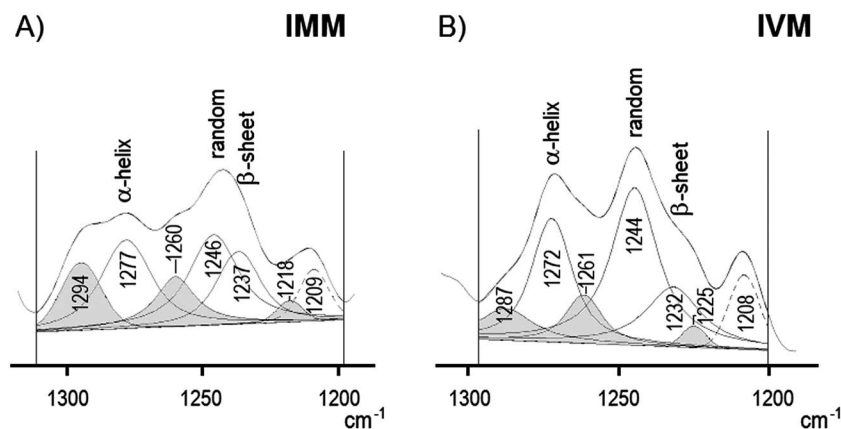 A) IMM
α-helix
random
β-sheet
1294
1277
1260
1246
1237
1218
1209
1300 1250 1200
cm-1
B) IVM
α-helix
random
β-sheet
1287
1272
1261
1244
1232
1225
1208
1300 1250 1200
cm-1